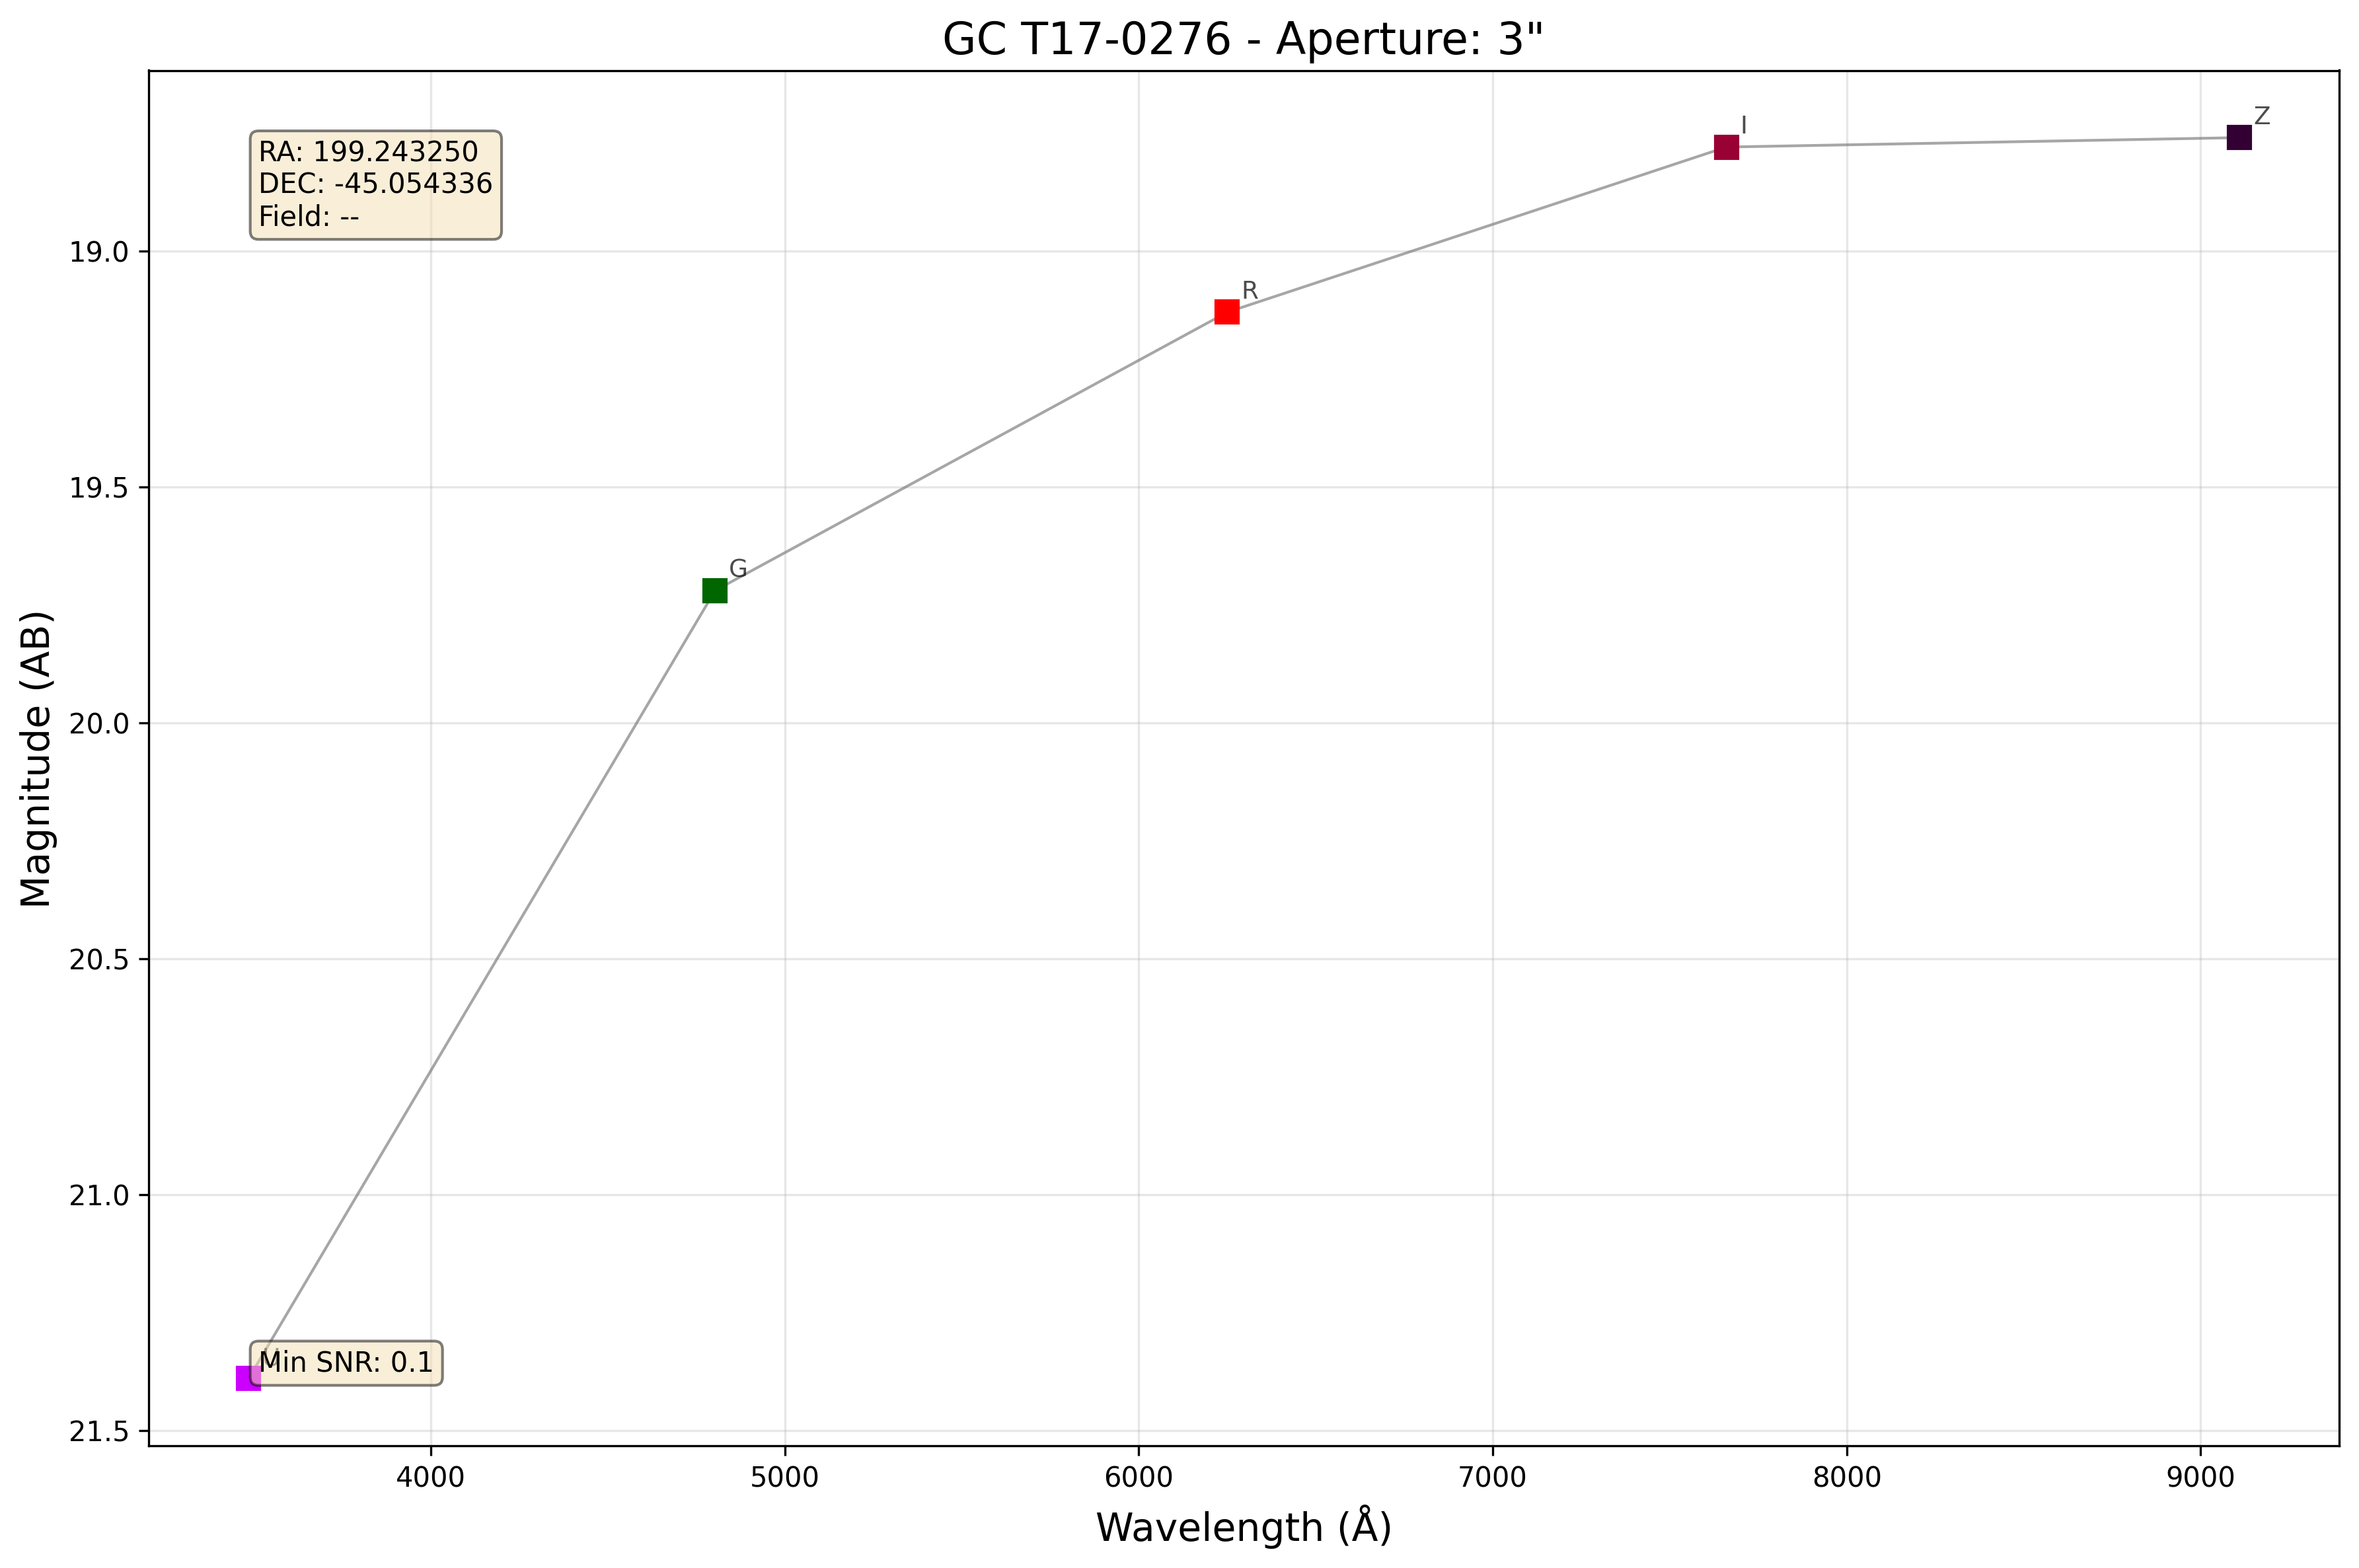 GC T17-0276 - Aperture: 3"
RA: 199.243250
DEC: -45.054336
Field: --
Z
I
R
G
Min SNR: 0.1
19.0
19.5
20.0
20.5
21.0
21.5
Magnitude (AB)
4000 5000 6000 7000 8000 9000
Wavelength (Å)